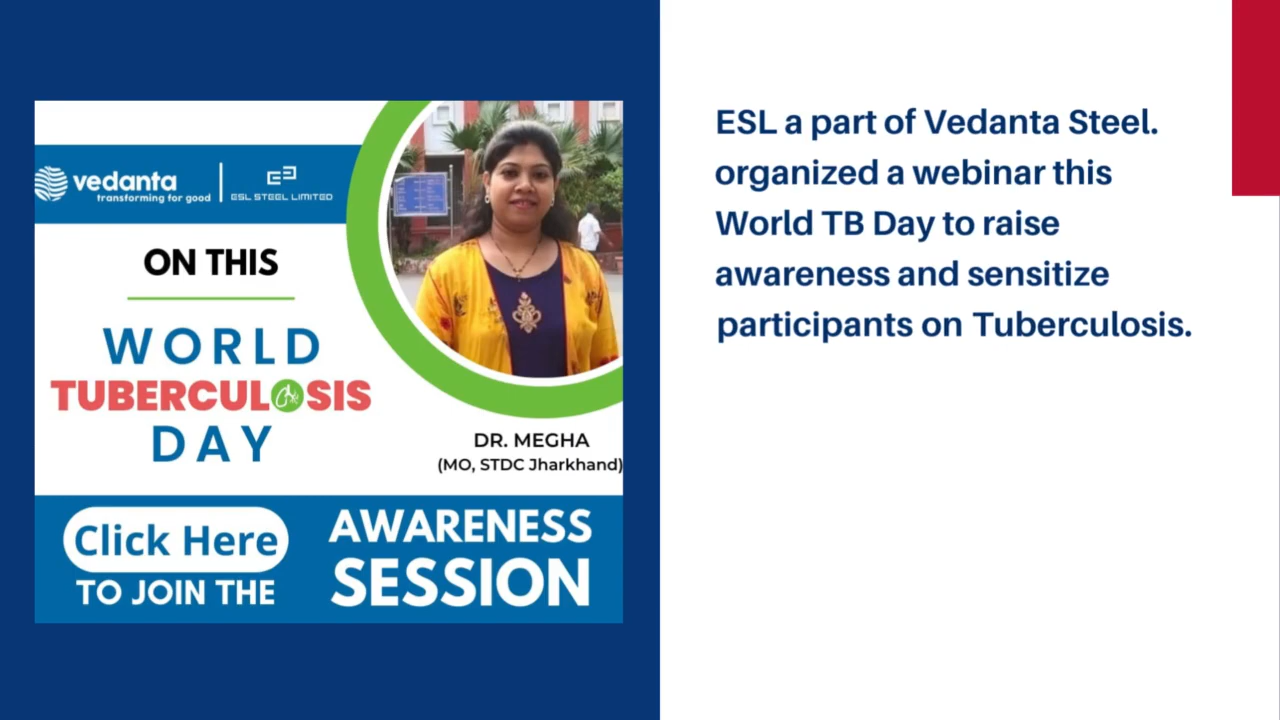 vedanta
transforming for good
ESL STEEL LIMITED
ON THIS
WORLD
TUBERCULOSIS
DAY
DR. MEGHA
(MO, STDC Jharkhand)
Click Here
TO JOIN THE
AWARENESS
SESSION
ESL a part of Vedanta Steel.
organized a webinar this
World TB Day to raise
awareness and sensitize
participants on Tuberculosis.